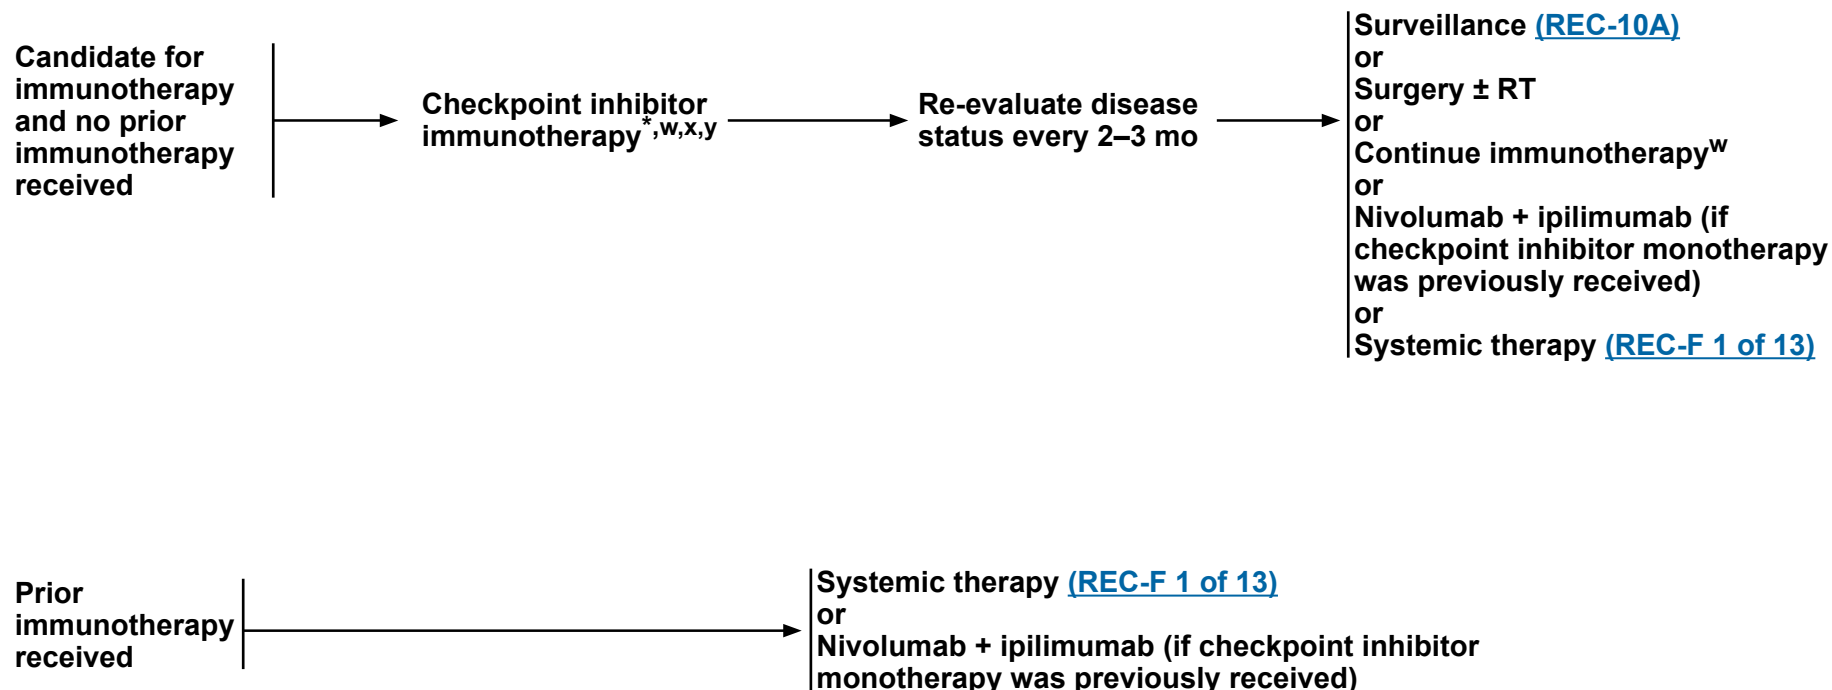 Candidate for
immunotherapy
and no prior
immunotherapy
received
Checkpoint inhibitor
immunotherapy*,w,x,y
Re-evaluate disease
status every 2–3 mo
Surveillance (REC-10A)
or
Surgery ± RT
or
Continue immunotherapyw
or
Nivolumab + ipilimumab (if
checkpoint inhibitor monotherapy
was previously received)
or
Systemic therapy (REC-F 1 of 13)
Prior
immunotherapy
received
Systemic therapy (REC-F 1 of 13)
or
Nivolumab + ipilimumab (if checkpoint inhibitor
monotherapy was previously received)